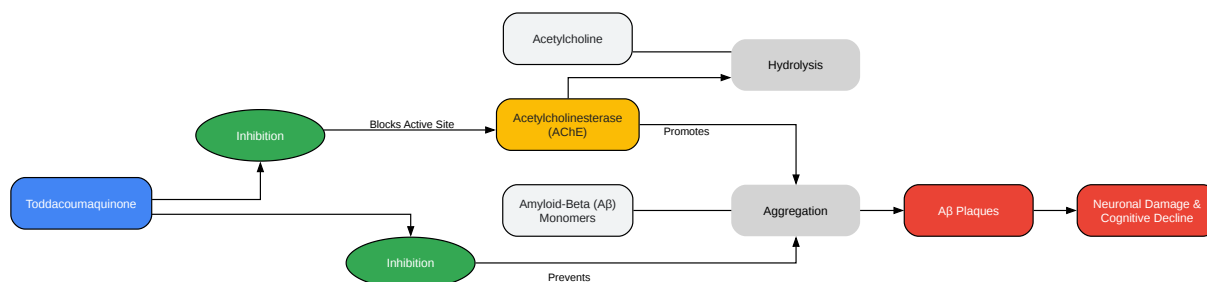 Acetylcholine
Hydrolysis
Inhibition
Blocks Active Site
Acetylcholinesterase
(AChE)
Promotes
Toddacoumaquinone
Amyloid-Beta (Aβ)
Monomers
Aggregation
Aβ Plaques
Neuronal Damage &
Cognitive Decline
Inhibition
Prevents